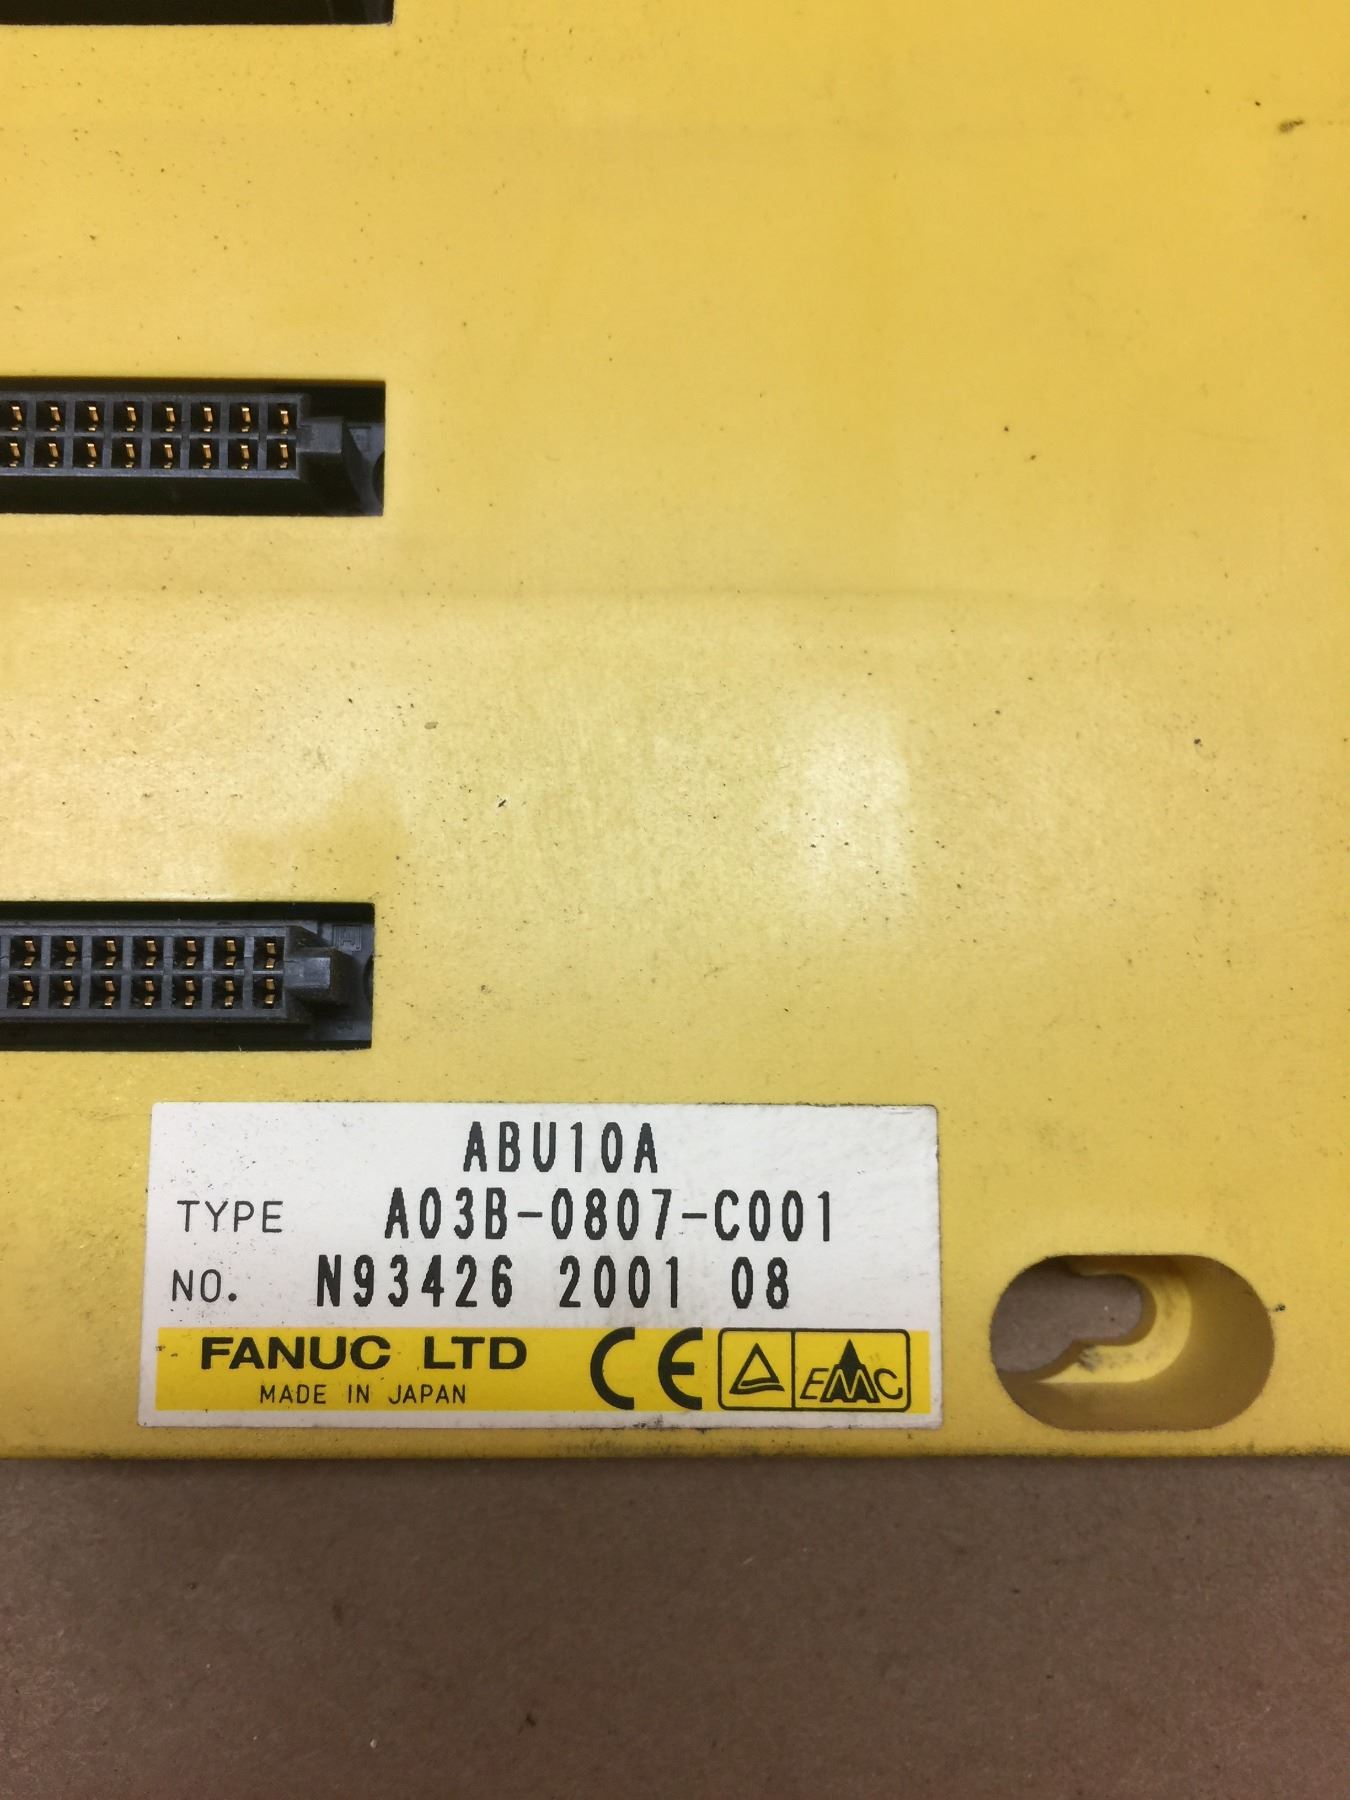 ABU10A
TYPE A03B-0807-C001
NO. N93426 2001 08
FANUC LTD CE EMC
MADE IN JAPAN